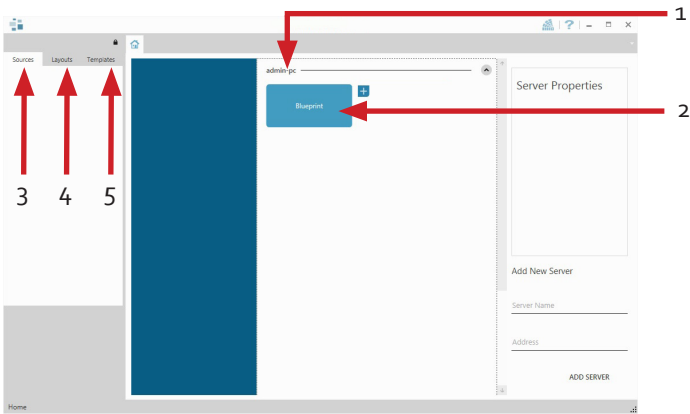 1
?
Sources Layouts Templates
admin-pc
Server Properties
Blueprint
+
2
3 4 5
Add New Server
Server Name
Address
ADD SERVER
Home